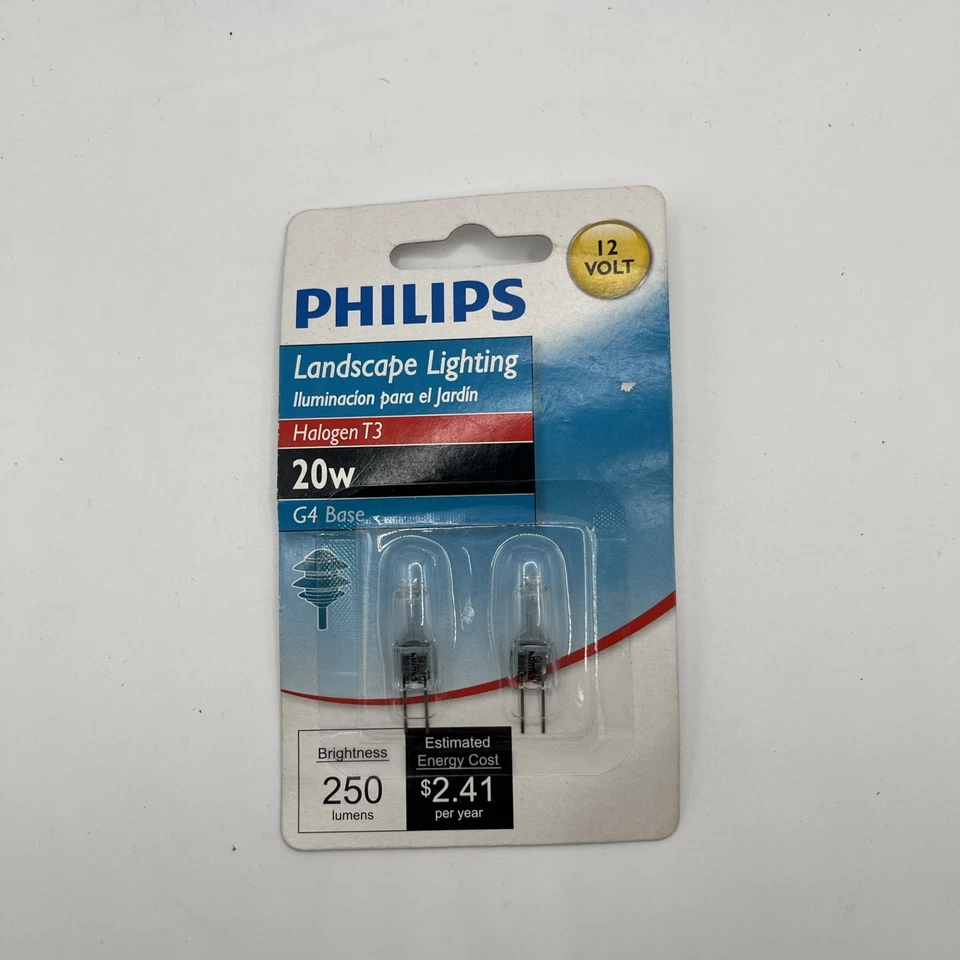 12
VOLT
PHILIPS
Landscape Lighting
Iluminacíon para el Jardín
Halogen T3
20w
G4 Base
Brightness
250
lumens
Estimated
Energy Cost
$2.41
per year